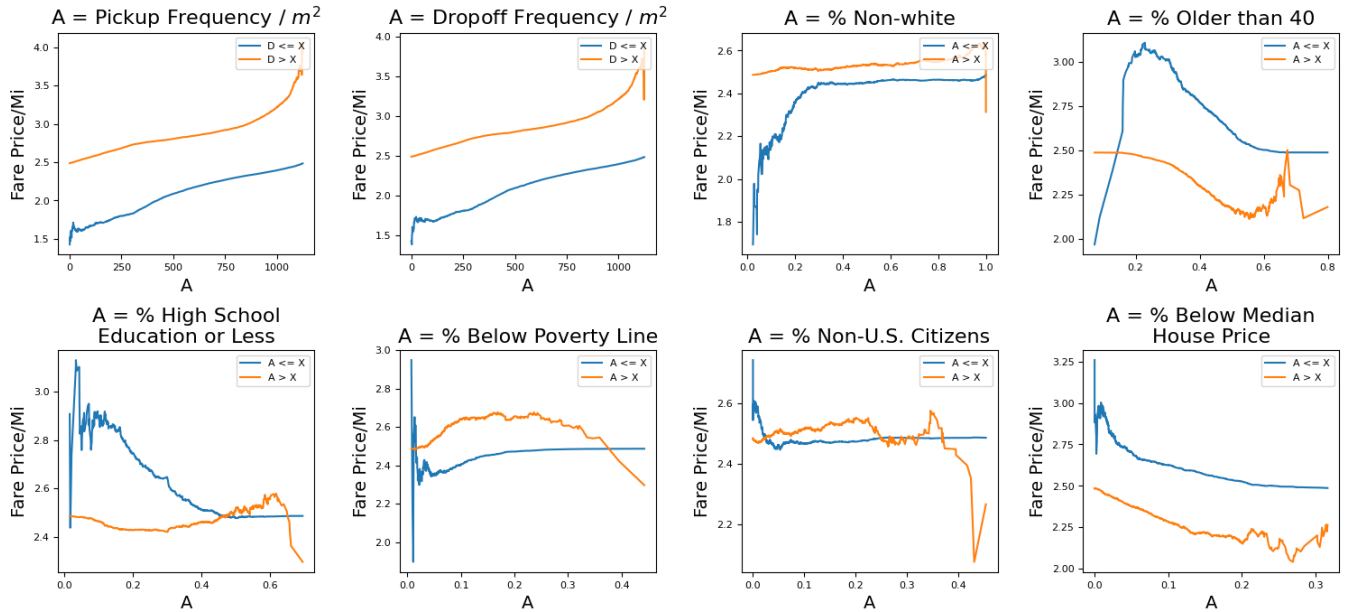 A = Pickup Frequency / m²
D <= X
D > X
Fare Price/Mi
4.0
3.5
3.0
2.5
2.0
1.5
0
250
500
750
1000
A
A = Dropoff Frequency / m²
D <= X
D > X
Fare Price/Mi
4.0
3.5
3.0
2.5
2.0
1.5
0
250
500
750
1000
A
A = % Non-white
A <= X
A > X
Fare Price/Mi
2.6
2.4
2.2
2.0
1.8
0.0
0.2
0.4
0.6
0.8
1.0
A
A = % Older than 40
A <= X
A > X
Fare Price/Mi
3.00
2.75
2.50
2.25
2.00
0.2
0.4
0.6
0.8
A
A = % High School
Education or Less
A <= X
A > X
Fare Price/Mi
3.0
2.8
2.6
2.4
0.0
0.2
0.4
0.6
A
A = % Below Poverty Line
A <= X
A > X
Fare Price/Mi
3.0
2.8
2.6
2.4
2.2
2.0
0.0
0.1
0.2
0.3
0.4
A
A = % Non-U.S. Citizens
A <= X
A > X
Fare Price/Mi
2.6
2.4
2.2
0.0
0.1
0.2
0.3
0.4
A
A = % Below Median
House Price
A <= X
A > X
Fare Price/Mi
3.25
3.00
2.75
2.50
2.25
2.00
0.0
0.1
0.2
0.3
A